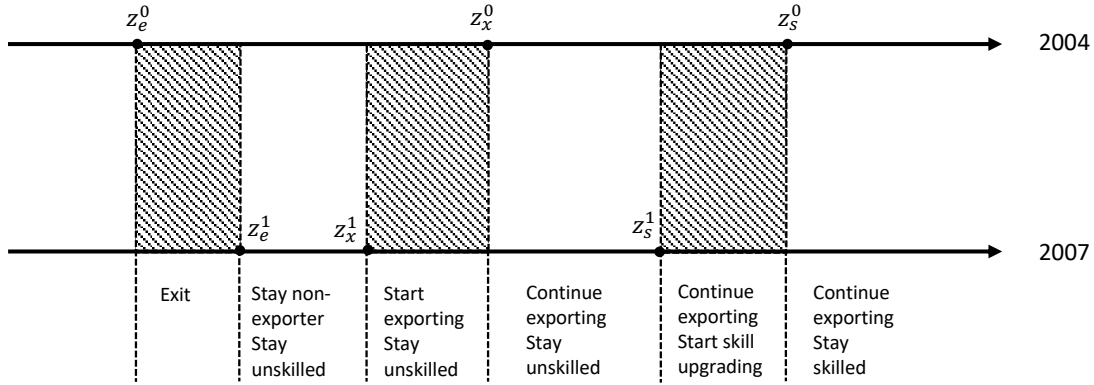 z_e^0 z_x^0 z_s^0
2004
z_e^1 z_x^1 z_s^1
2007
Exit
Stay non-
exporter
Stay
unskilled
Start
exporting
Stay
unskilled
Continue
exporting
Stay
unskilled
Continue
exporting
Start skill
upgrading
Continue
exporting
Stay
skilled